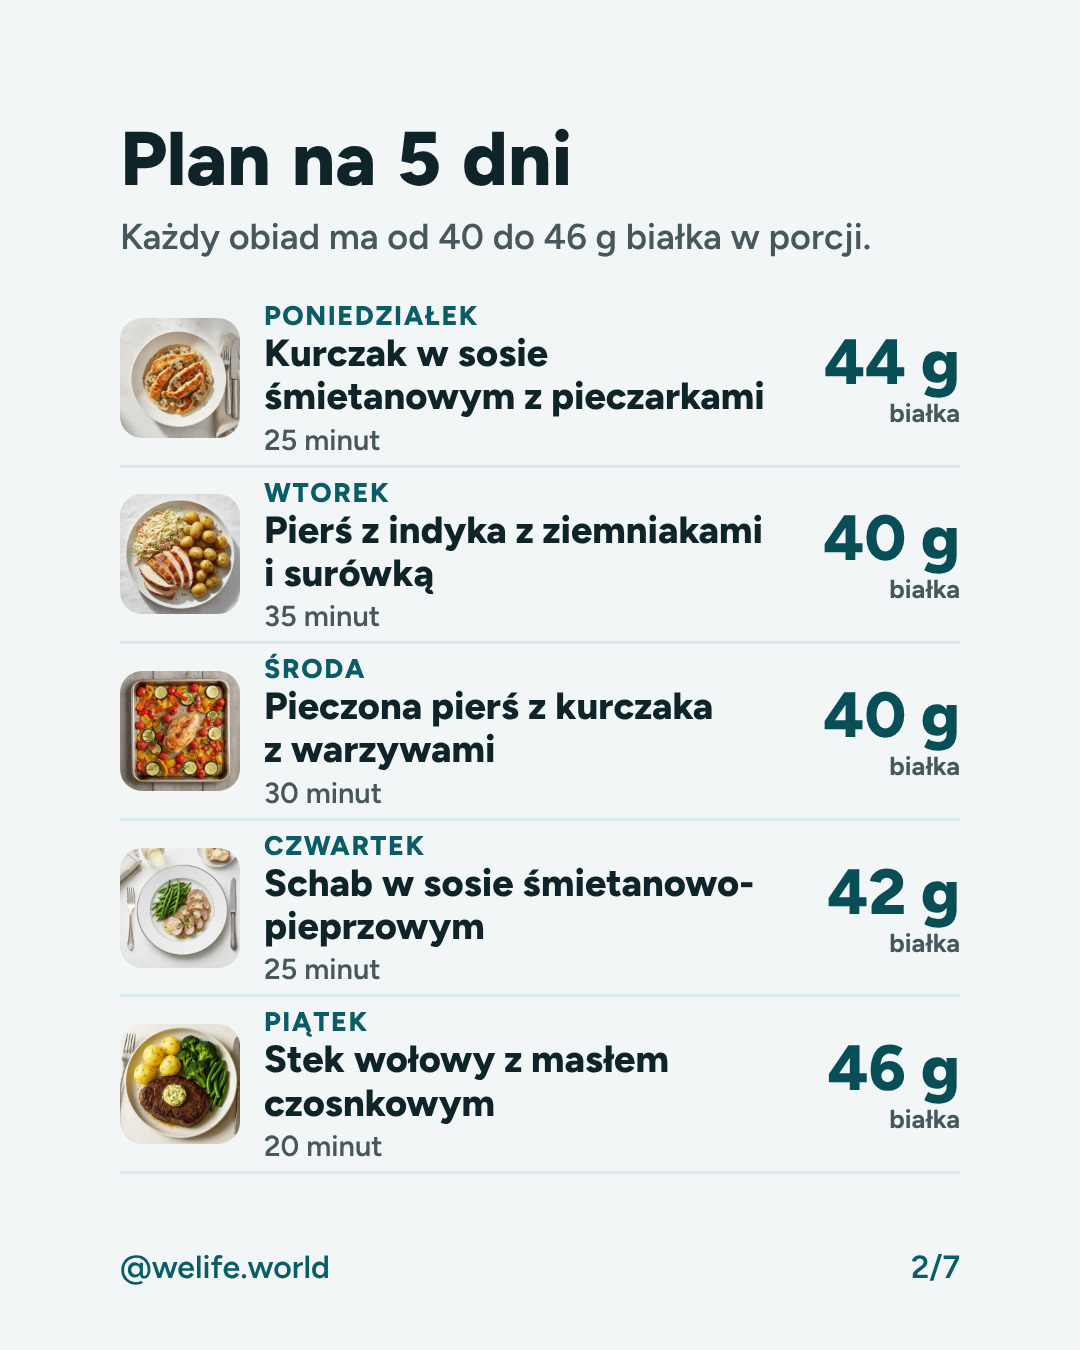 Plan na 5 dni
Każdy obiad ma od 40 do 46 g białka w porcji.
PONIEDZIAŁEK
Kurczak w sosie
śmietanowym z pieczarkami
25 minut
44 g
białka
WTOREK
Pierś z indyka z ziemniakami
i surówką
35 minut
40 g
białka
ŚRODA
Pieczona pierś z kurczaka
z warzywami
30 minut
40 g
białka
CZWARTEK
Schab w sosie śmietanowo-
pieprzowym
25 minut
42 g
białka
PIĄTEK
Stek wołowy z masłem
czosnkowym
20 minut
46 g
białka
@welife.world
2/7